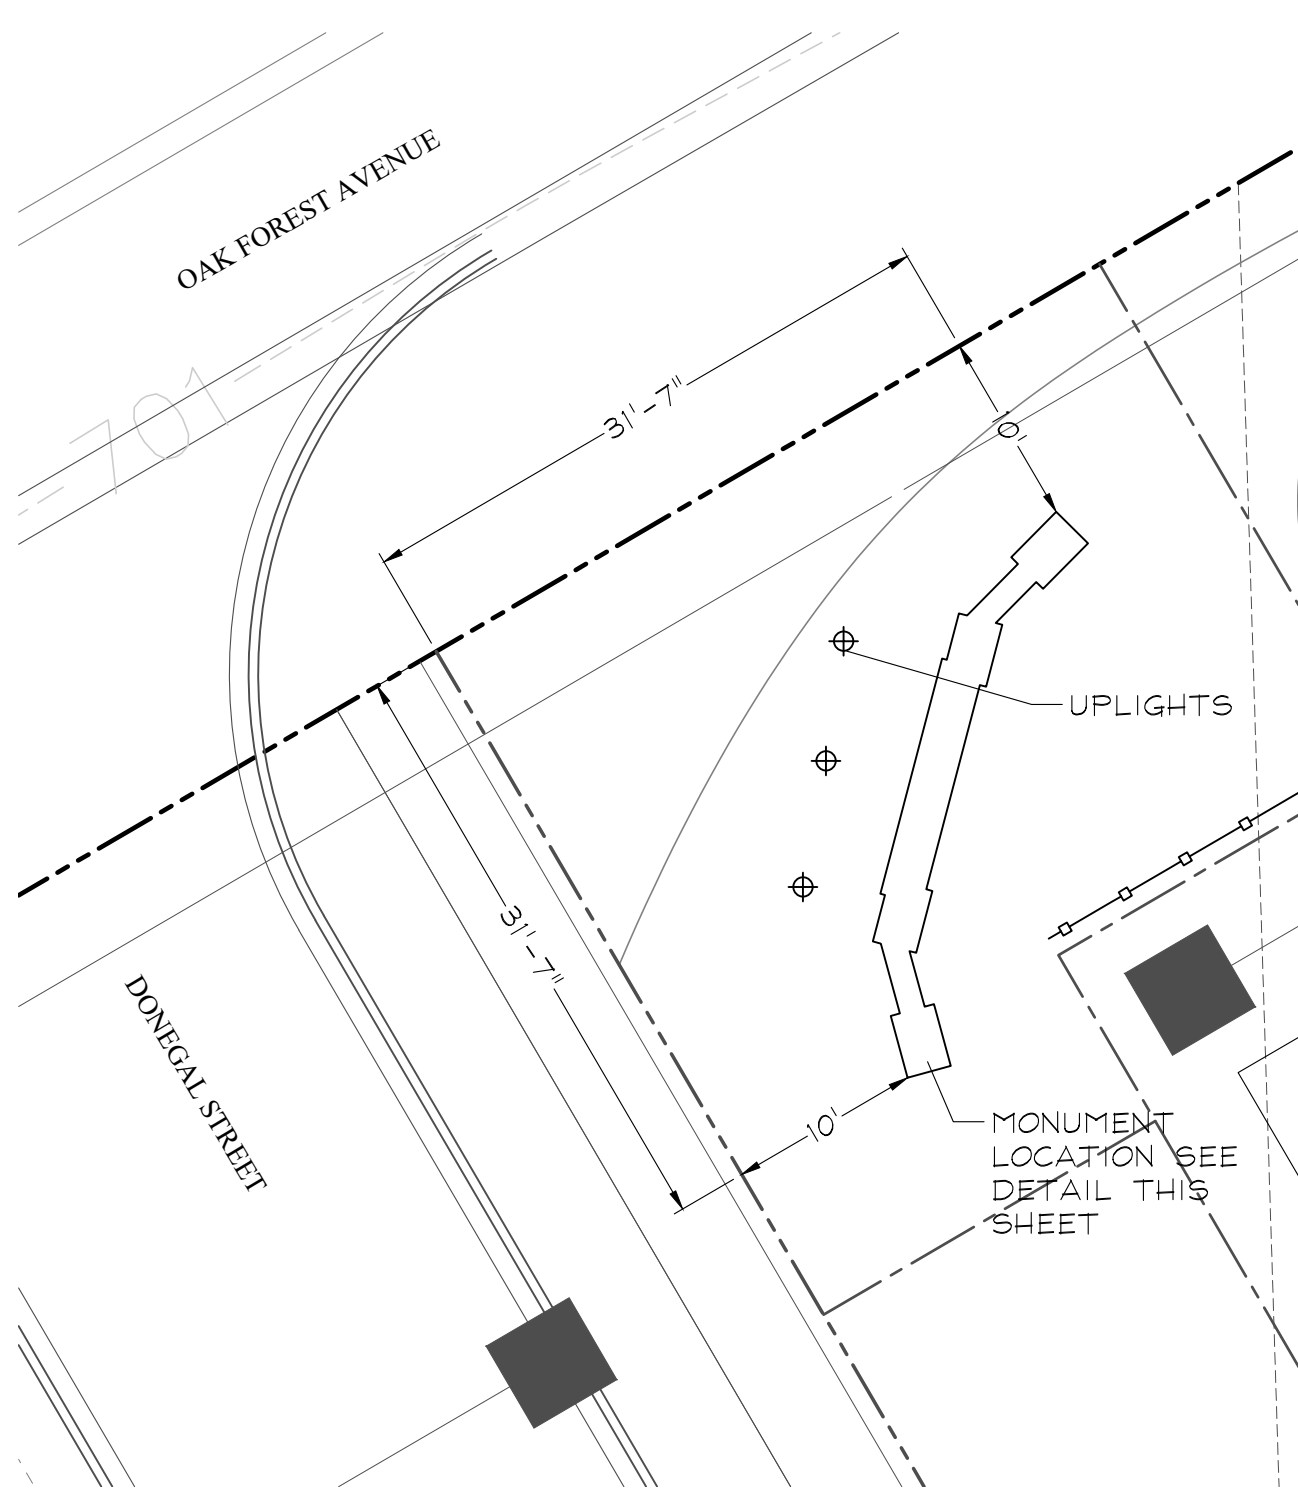 OAK FOREST AVENUE
701
31'-7"
10'
UPLIGHTS
31'-7"
DONEGAL STREET
10'
MONUMENT
LOCATION SEE
DETAIL THIS
SHEET